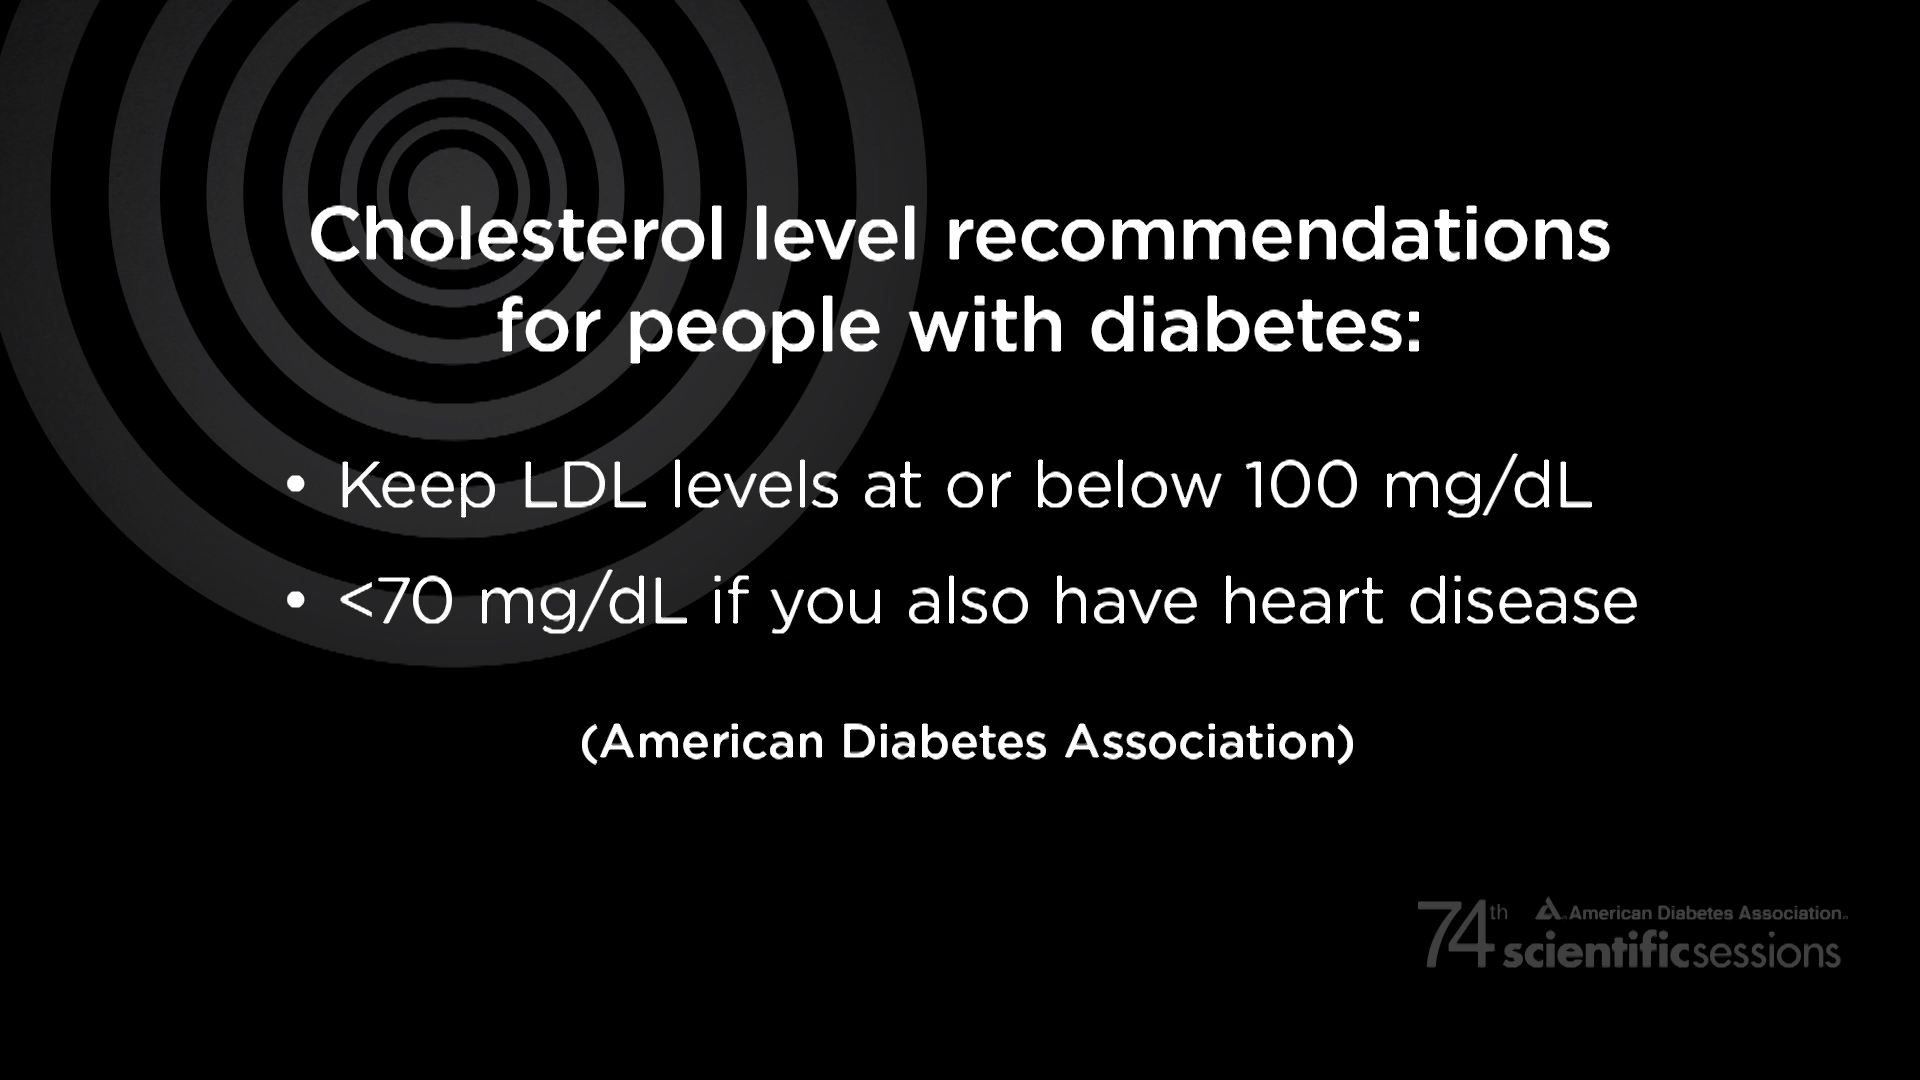 Cholesterol level recommendations
for people with diabetes:
• Keep LDL levels at or below 100 mg/dL
• <70 mg/dL if you also have heart disease
(American Diabetes Association)
74th American Diabetes Association
scientificsessions